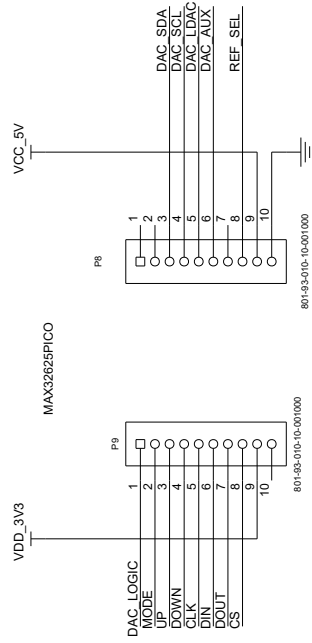 VCC_5V
DAC_SDA
DAC_SCL
DAC_LDAC
DAC_AUX
REF_SEL
1
2
3
4
5
6
7
8
9
10
P8
801-93-010-10-001000
MAX32625PICO
VDD_3V3
DAC_LOGIC
MODE
UP
DOWN
CLK
DIN
DOUT
CS
1
2
3
4
5
6
7
8
9
10
P9
801-93-010-10-001000